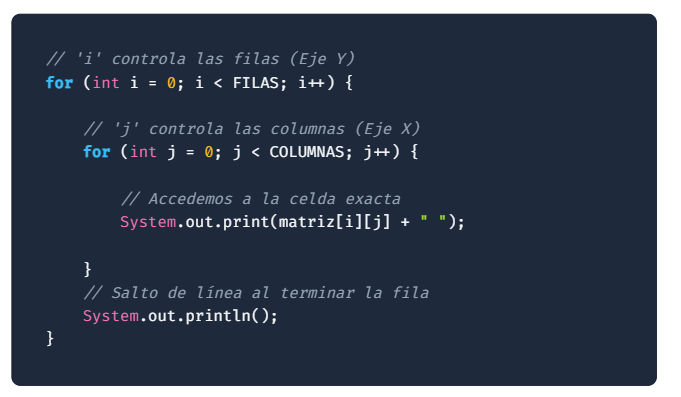 // 'i' controla las filas (Eje Y)
for (int i = 0; i < FILAS; i++) {
// 'j' controla las columnas (Eje X)
for (int j = 0; j < COLUMNAS; j++) {
// Accedemos a la celda exacta
System.out.print(matriz[i][j] + " ");
}
// Salto de línea al terminar la fila
System.out.println();
}